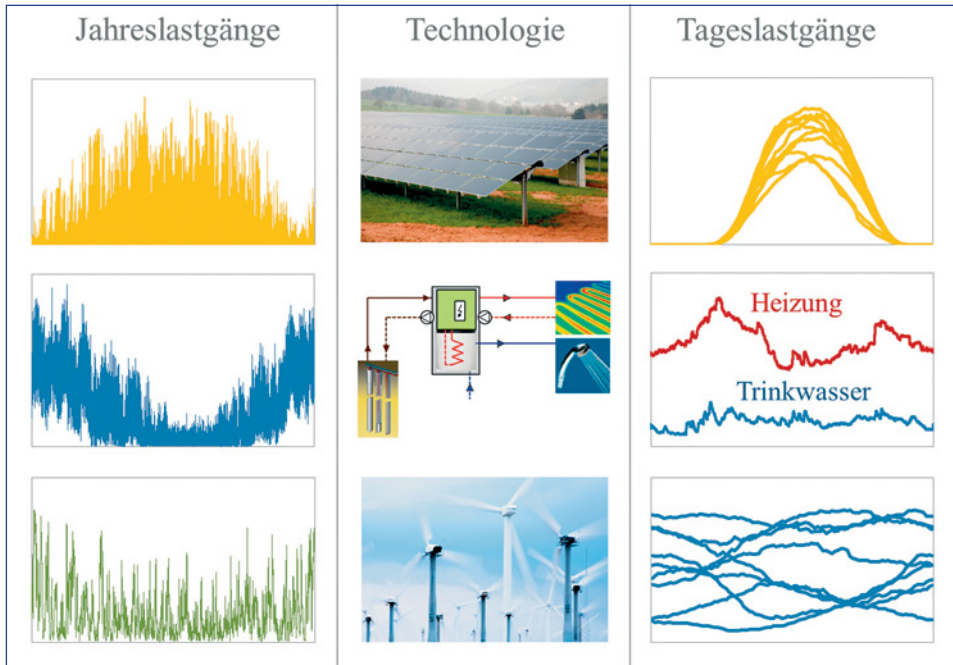 Jahreslastgänge
Technologie
Tageslastgänge
Heizung
Trinkwasser